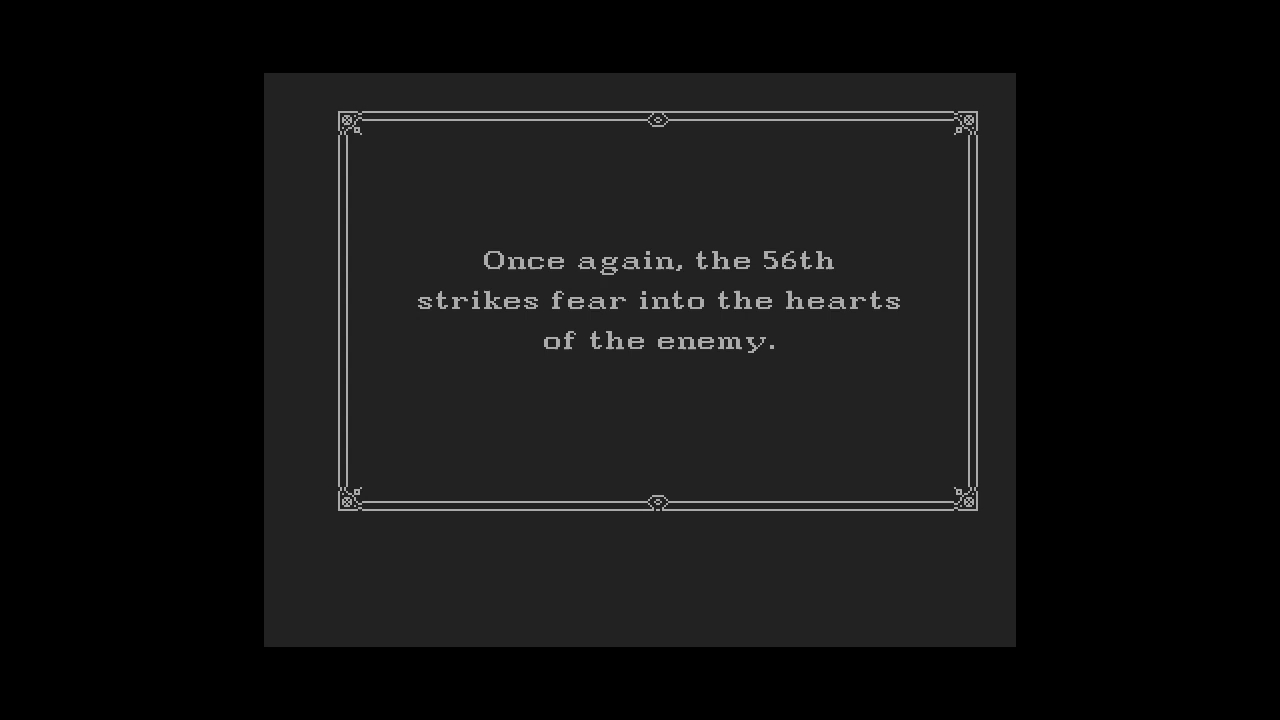 Once again, the 56th
strikes fear into the hearts
of the enemy.